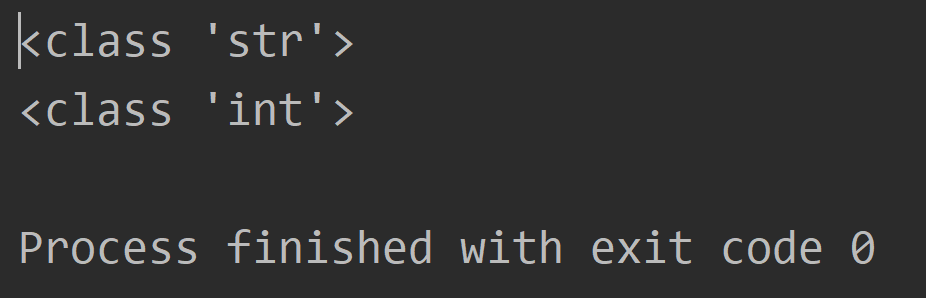 <class 'str'>
<class 'int'>
Process finished with exit code 0